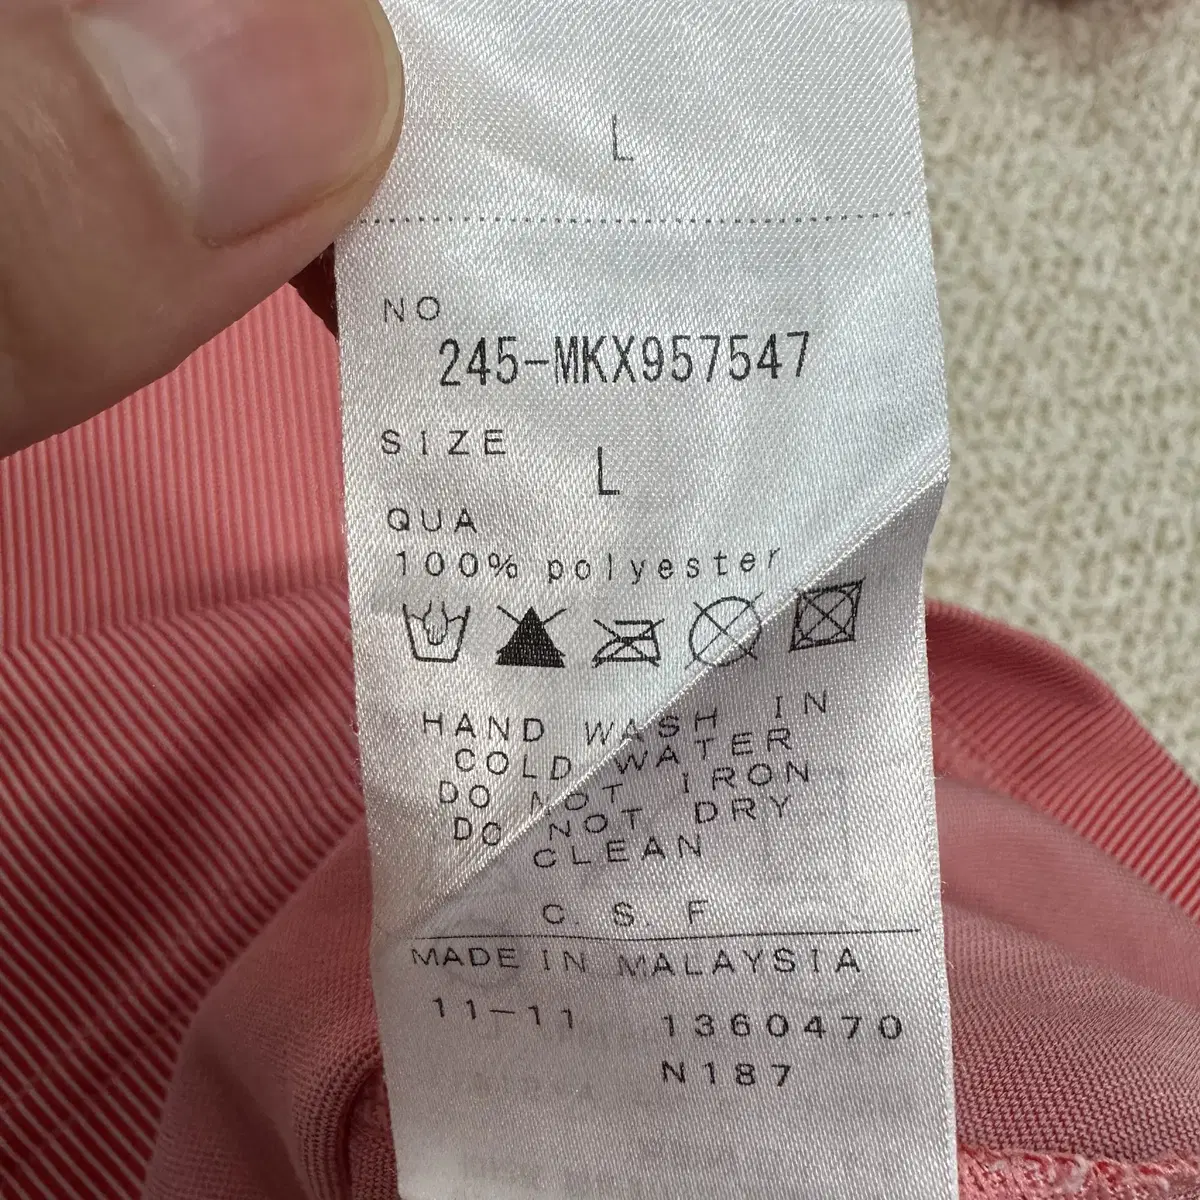 L
NO
245-MKX957547
SIZE
L
QUA
100% polyester
HAND WASH IN
COLD WATER
DO NOT IRON
DO NOT DRY
CLEAN
C. S. F
MADE IN MALAYSIA
11-11 1360470
N187